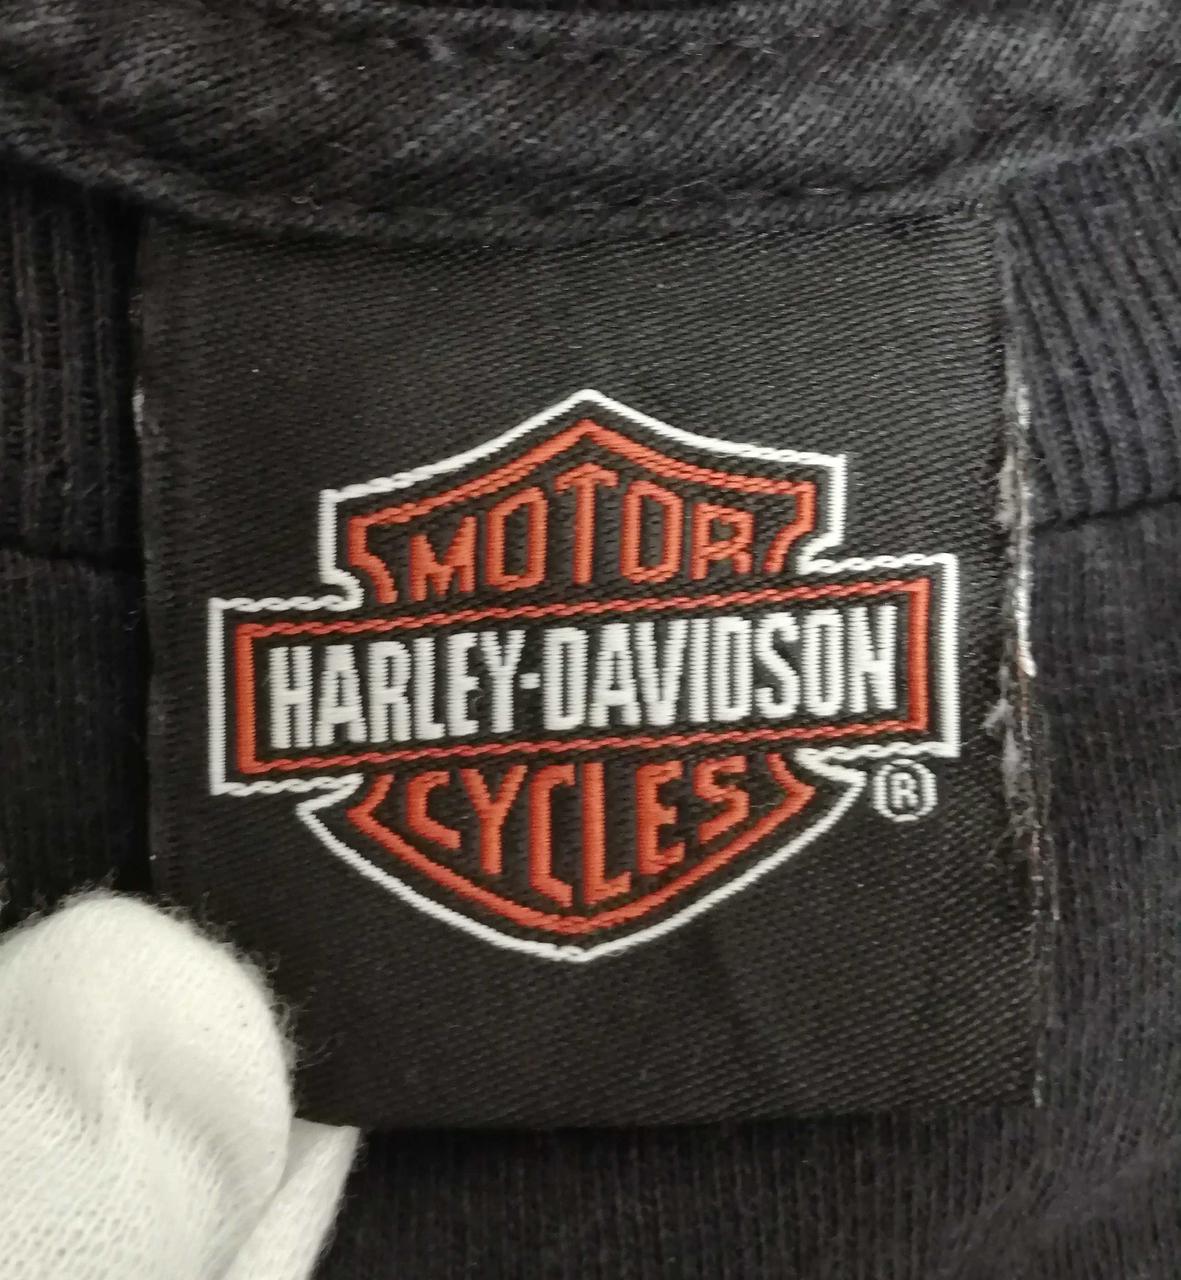 MOTOR
HARLEY-DAVIDSON
CYCLES
®